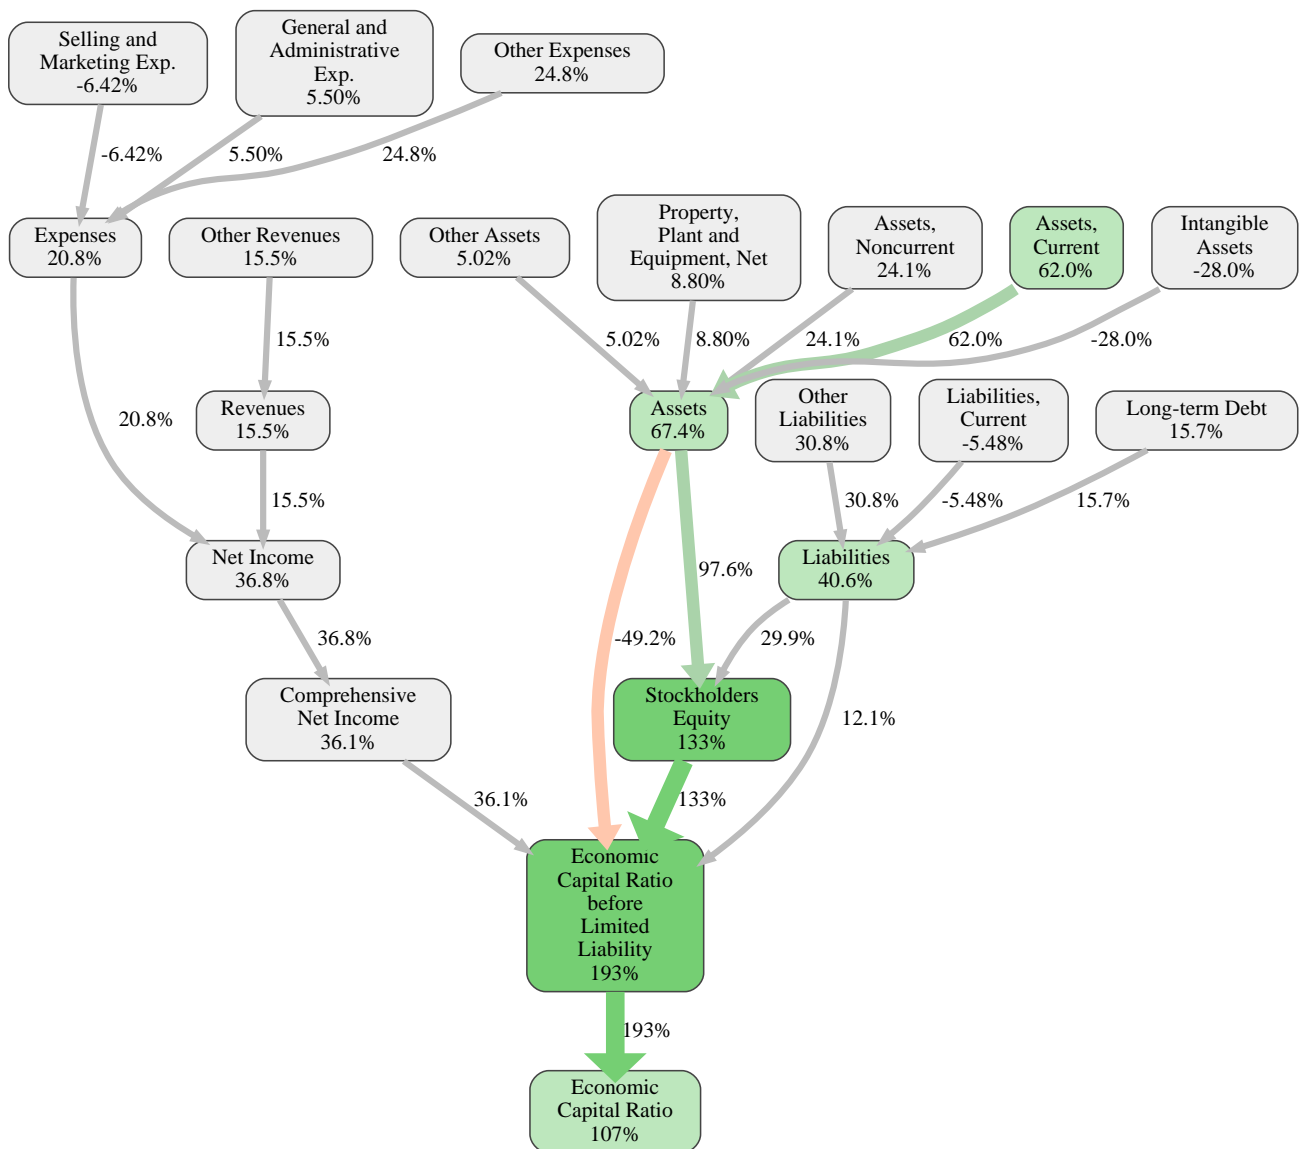 Selling and
Marketing Exp.
-6.42%
General and
Administrative
Exp.
5.50%
Other Expenses
24.8%
-6.42%
5.50%
24.8%
Expenses
20.8%
Other Revenues
15.5%
Other Assets
5.02%
Property,
Plant and
Equipment, Net
8.80%
Assets,
Noncurrent
24.1%
Assets,
Current
62.0%
Intangible
Assets
-28.0%
15.5%
5.02%
8.80%
24.1%
62.0%
-28.0%
20.8%
Revenues
15.5%
Assets
67.4%
Other
Liabilities
30.8%
Liabilities,
Current
-5.48%
Long-term Debt
15.7%
15.5%
30.8%
-5.48%
15.7%
Net Income
36.8%
97.6%
Liabilities
40.6%
36.8%
-49.2%
29.9%
Comprehensive
Net Income
36.1%
Stockholders
Equity
133%
12.1%
36.1%
133%
Economic
Capital Ratio
before
Limited
Liability
193%
193%
Economic
Capital Ratio
107%